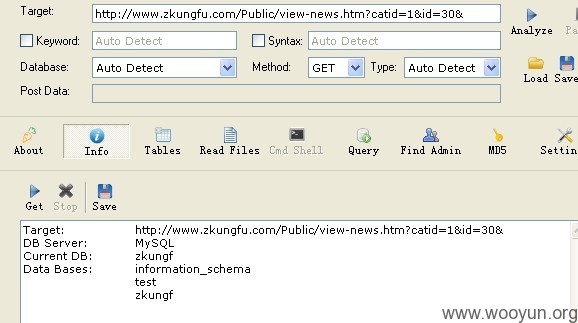 Target: http://www.zkungfu.com/Public/view-news.htm?catid=1&id=30&
Analyze
Keyword: Auto Detect Syntax: Auto Detect
Database: Auto Detect Method: GET Type: Auto Detect
Load Save
Post Data:
About Info Tables Read Files Cmd Shell Query Find Admin MD5 Settin
Get Stop Save
Target: http://www.zkungfu.com/Public/view-news.htm?catid=1&id=30&
DB Server: MySQL
Current DB: zkungf
Data Bases: information_schema
test
zkungf
www.wooyun.org